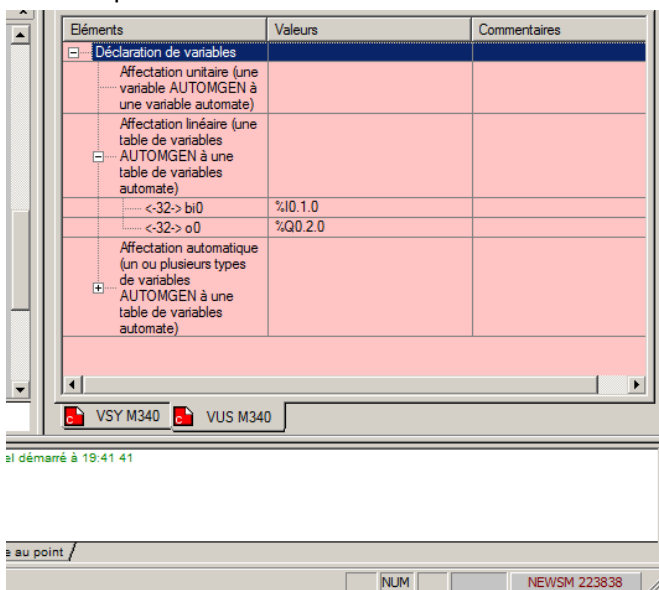 Eléments Valeurs Commentaires
Déclaration de variables
Affectation unitaire (une
variable AUTOMGEN à
une variable automate)
Affectation linéaire (une
table de variables
AUTOMGEN à une
table de variables
automate)
<-32-> bi0 %I0.1.0
<-32-> o0 %Q0.2.0
Affectation automatique
(un ou plusieurs types
de variables
AUTOMGEN à une
table de variables
automate)
VSY M340 VUS M340
el démarré à 19:41 41
e au point
NUM NEWSM 223838